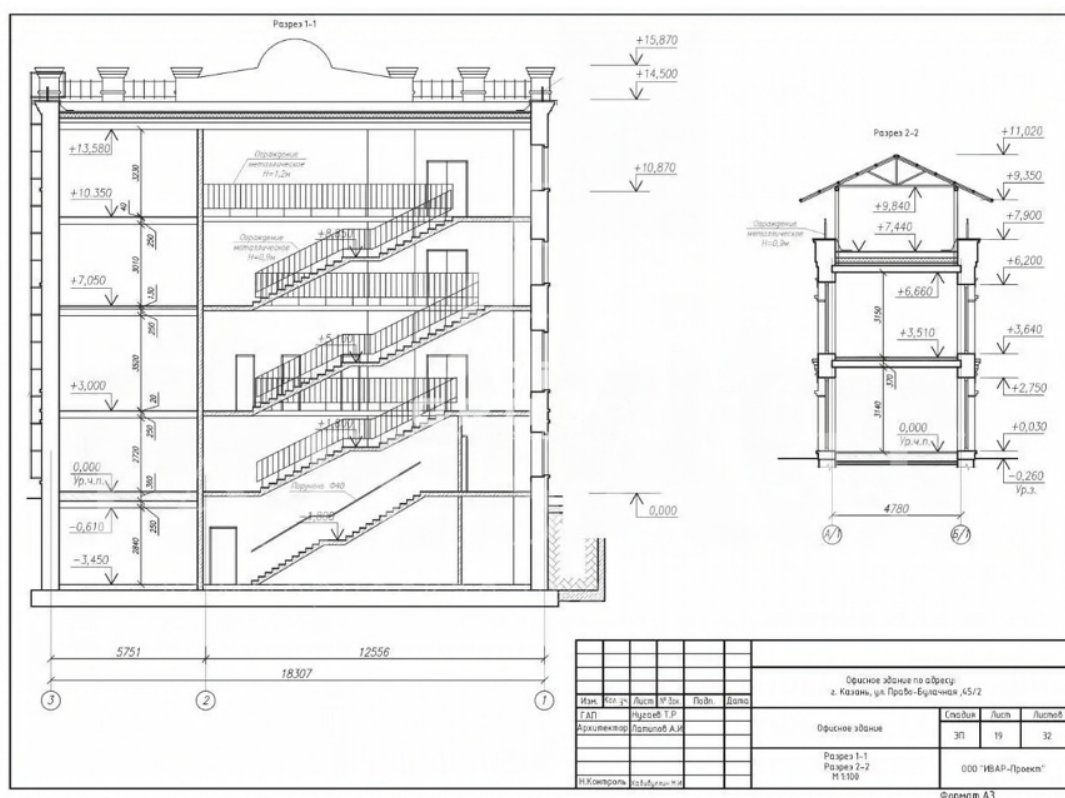 Разрез 1-1
+15,870
+14,500
+13,580
Ограждение
металлическое
Н=1,2м
3230
+10.350
+10,870
40
250
+8,850
Ограждение
металлическое
Н=0,9м
3010
+7,050
130
250
3520
+3,000
20
250
2720
0,000
Ур.ч.п.
Поручень Ф40
360
-0,610
250
0,000
2840
-3,450
5751
12556
18307
3
2
1
Разрез 2-2
+11,020
+9,350
+9,840
+7,900
Ограждение
металлическое
Н=0,9м
+7,440
+6,200
+6,660
3150
+3,510
+3,640
370
+2,750
3140
0,000
Ур.ч.п.
+0,030
-0,260
Ур.з.
4780
А/1
Б/1
Офисное здание по адресу:
г. Казань, ул. Право-Булачная ,45/2
Изм. Кол. уч Лист № док. Подп. Дата
ГАП Нугаев Т.Р
Архитектор Латыпов А.И
Офисное здание
Стадия Лист Листов
ЭП 19 32
Разрез 1-1
Разрез 2-2
М 1:100
ООО "ИВАР-Проект"
Н.Контроль
Формат А3